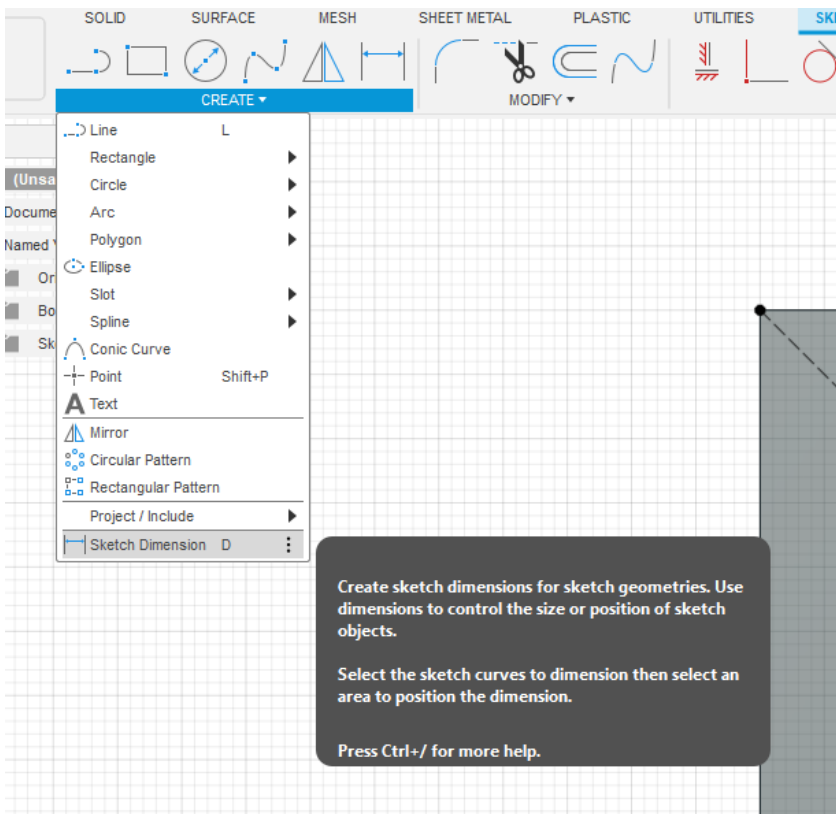 SOLID SURFACE MESH SHEET METAL PLASTIC UTILITIES SK
CREATE ▾ MODIFY ▾
Line L
Rectangle
(Unsa
Circle
Docume
Arc
Named
Polygon
Ellipse
Or
Slot
Bo
Spline
Sk
Conic Curve
Point Shift+P
A Text
Mirror
Circular Pattern
Rectangular Pattern
Project / Include
Sketch Dimension D
Create sketch dimensions for sketch geometries. Use
dimensions to control the size or position of sketch
objects.
Select the sketch curves to dimension then select an
area to position the dimension.
Press Ctrl+/ for more help.